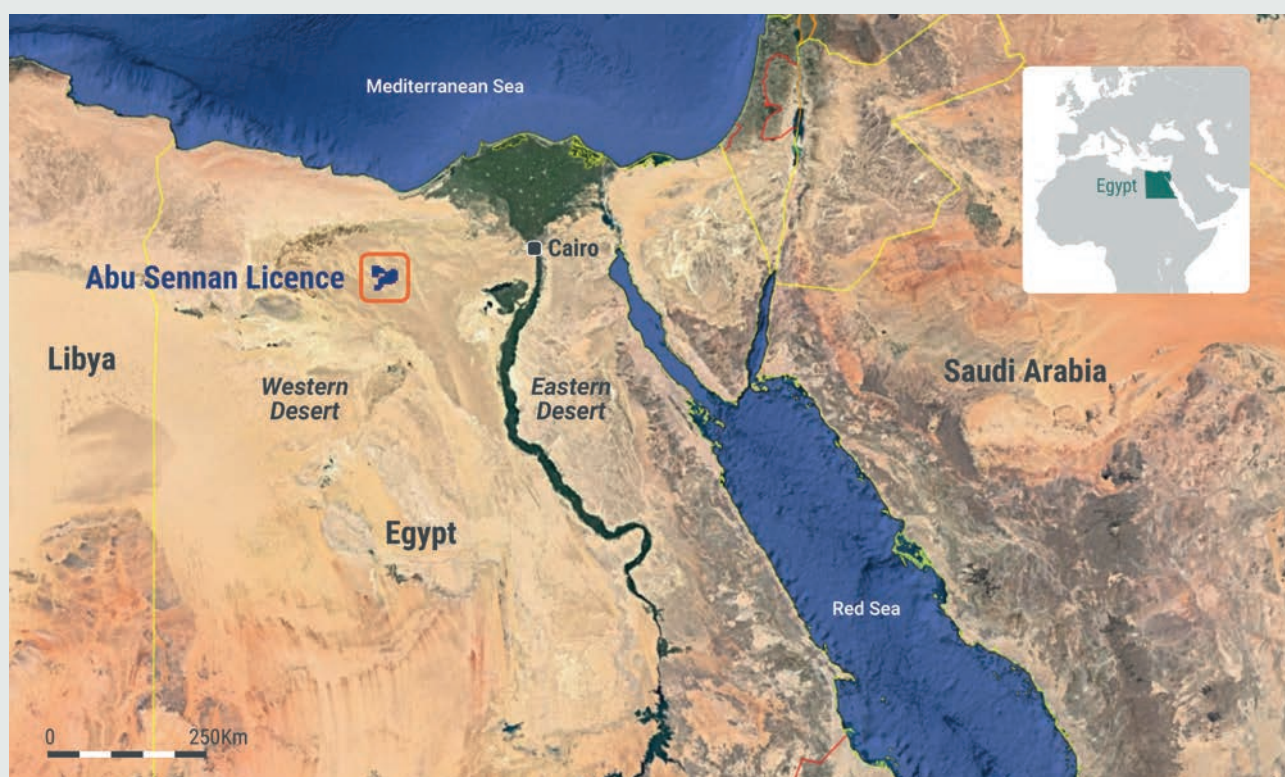 Mediterranean Sea
Egypt
Cairo
Abu Sennan Licence
Libya
Western
Desert
Eastern
Desert
Saudi Arabia
Egypt
Red Sea
0 250Km